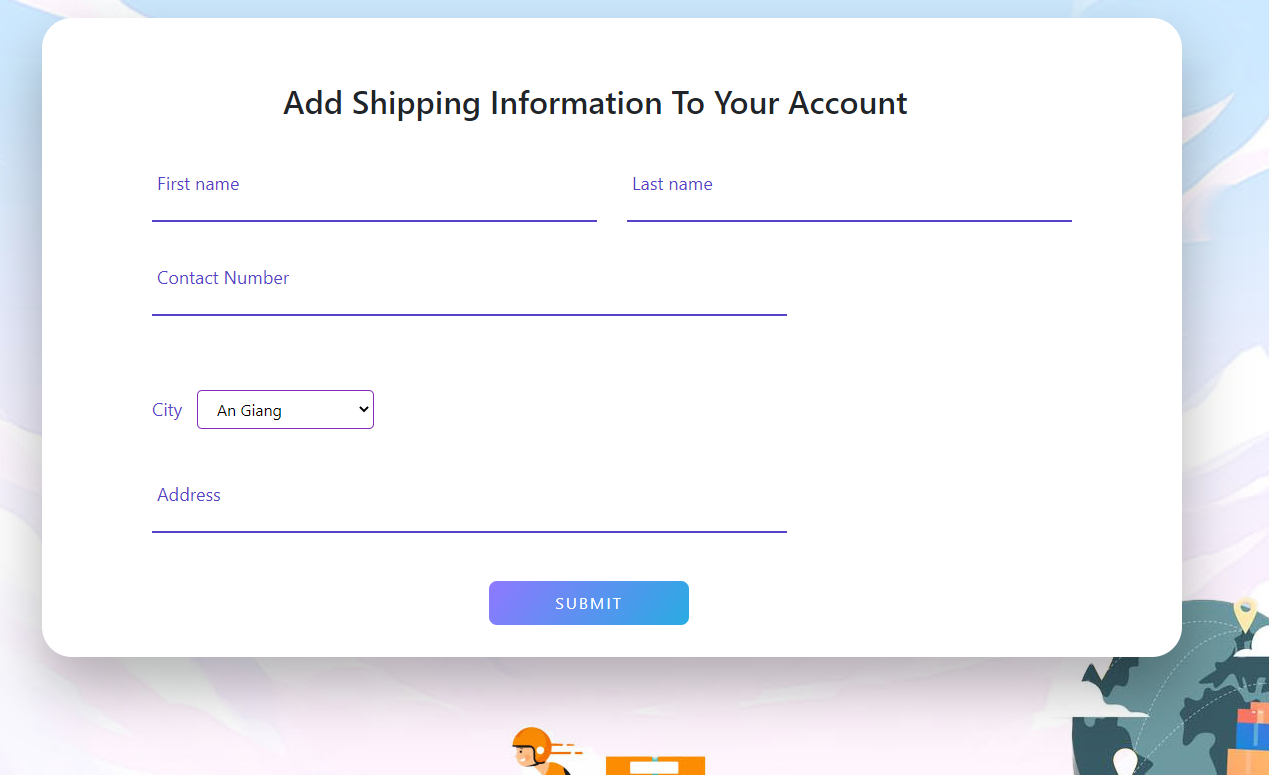 Add Shipping Information To Your Account
First name Last name
Contact Number
City An Giang
Address
SUBMIT